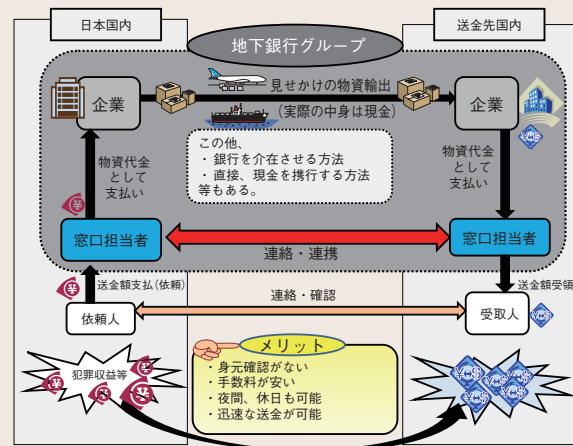 日本国内
送金先国内
地下銀行グループ
企業
見せかけの物資輸出
(実際の中身は現金)
企業
物資代金
として
支払い
この他、
・銀行を介在させる方法
・直接、現金を携行する方法
等もある。
物資代金
として
支払い
窓口担当者
連絡・連携
窓口担当者
送金額支払(依頼)
送金額受領
依頼人
連絡・確認
受取人
犯罪収益等
メリット
・身元確認がない
・手数料が安い
・夜間、休日も可能
・迅速な送金が可能